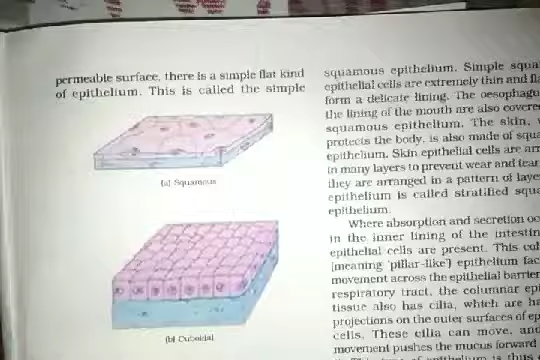 permeable surface, there is a simple flat kind
of epithelium. This is called the simple
(a) Squamous
(b) Cuboidal
squamous epithelium. Simple
epithelial cells are extremely thin and
form a delicate lining. The
the lining of the mouth are also
squamous epithelium. The skin,
protects the body, is also made of
epithelium. Skin epithelial cells are
in many layers to prevent wear and tear
they are arranged in a pattern of
epithelium is called stratified
epithelium.
Where absorption and secretion
in the inner lining of the
epithelial cells are present. This
(meaning 'pillar-like') epithelium
movement across the epithelial barrier
respiratory tract, the columnar
tissue also has cilia, which are
projections on the outer surfaces of
cells. These cilia can move, and
movement pushes the mucus forward